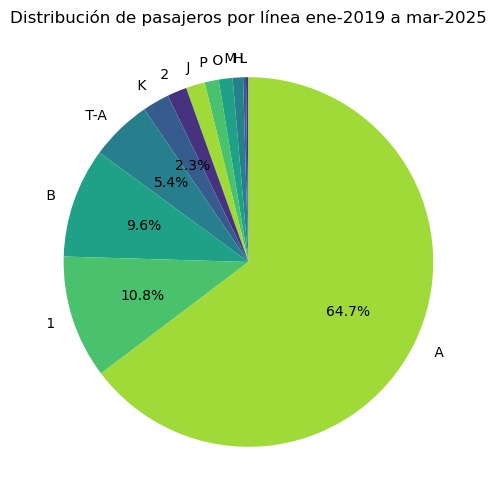 Distribución de pasajeros por línea ene-2019 a mar-2025
L
H
M
O
P
J
2
K
T-A
B
1
A
2.3%
5.4%
9.6%
10.8%
64.7%